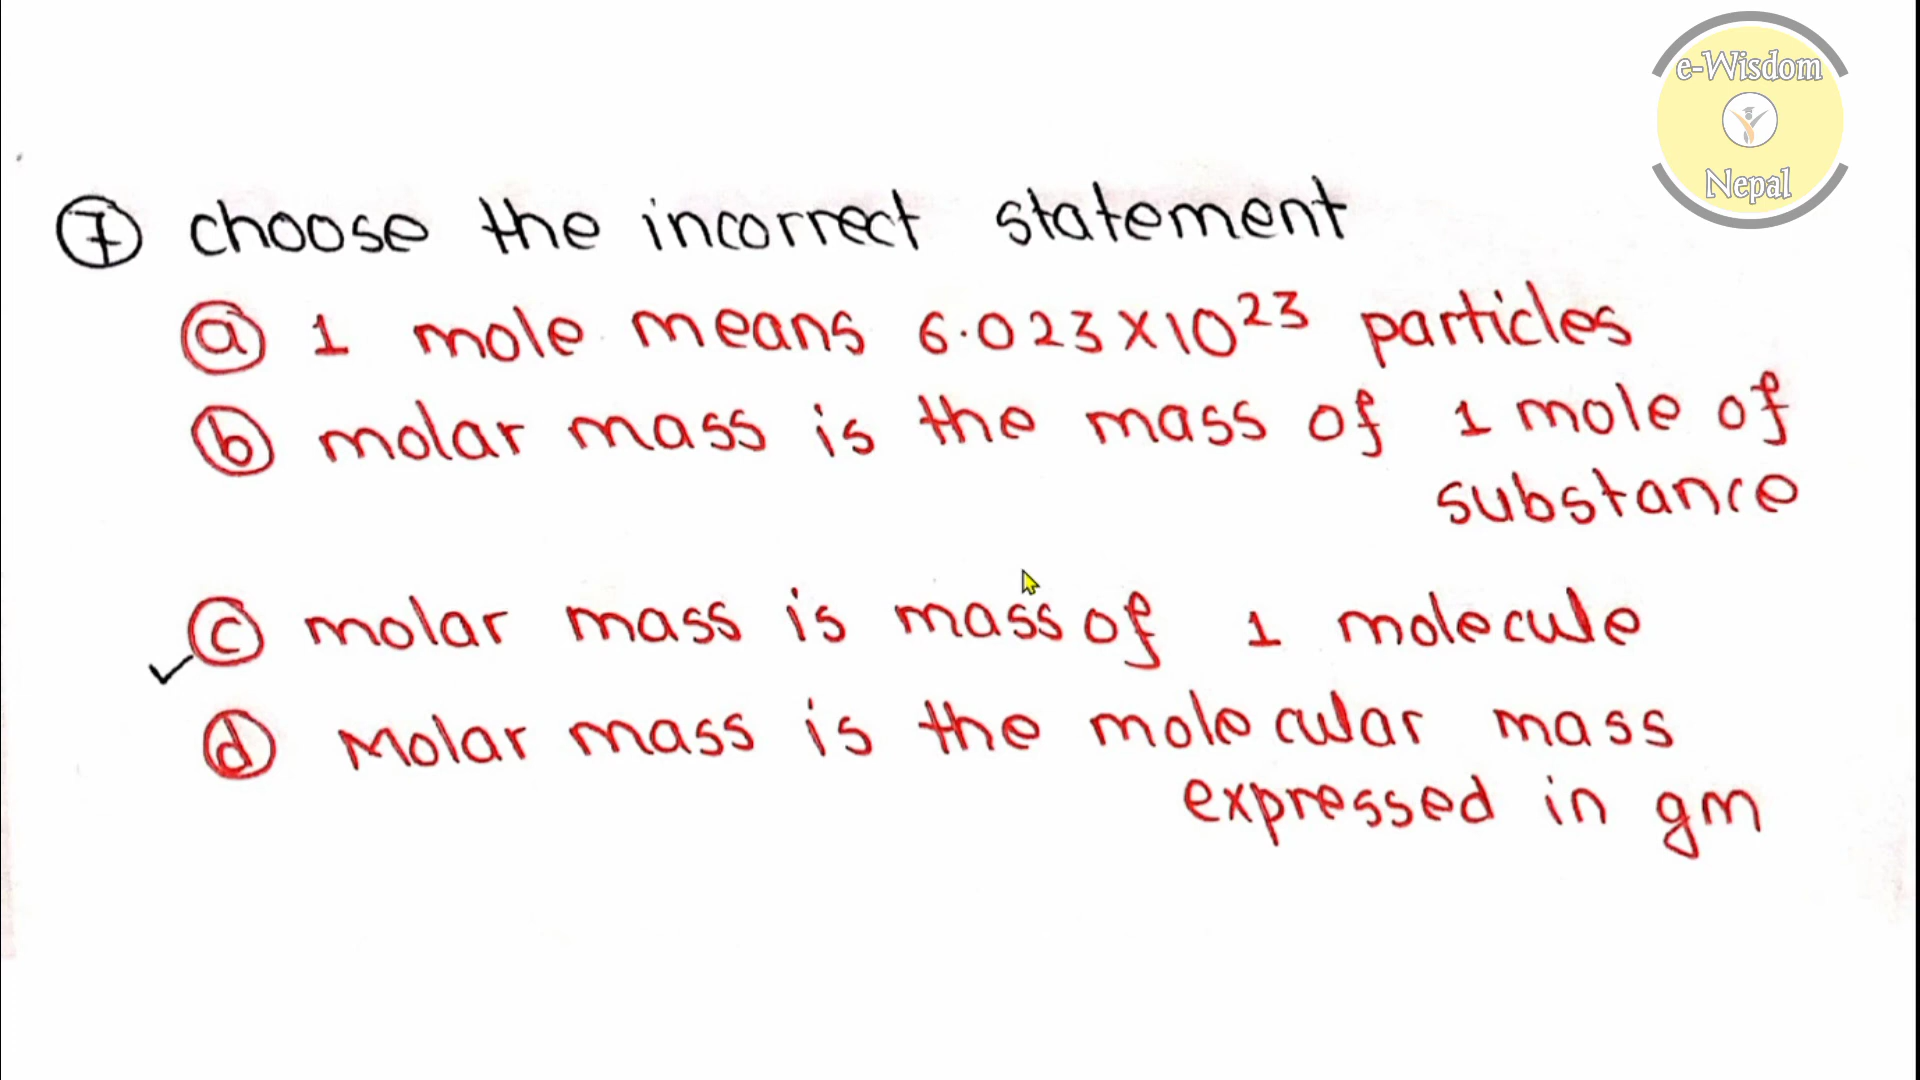 e-Wisdom
Nepal
7 choose the incorrect statement
a 1 mole means 6.023×10²³ particles
b molar mass is the mass of 1 mole of
substance
c molar mass is mass of 1 molecule
d Molar mass is the molecular mass
expressed in gm